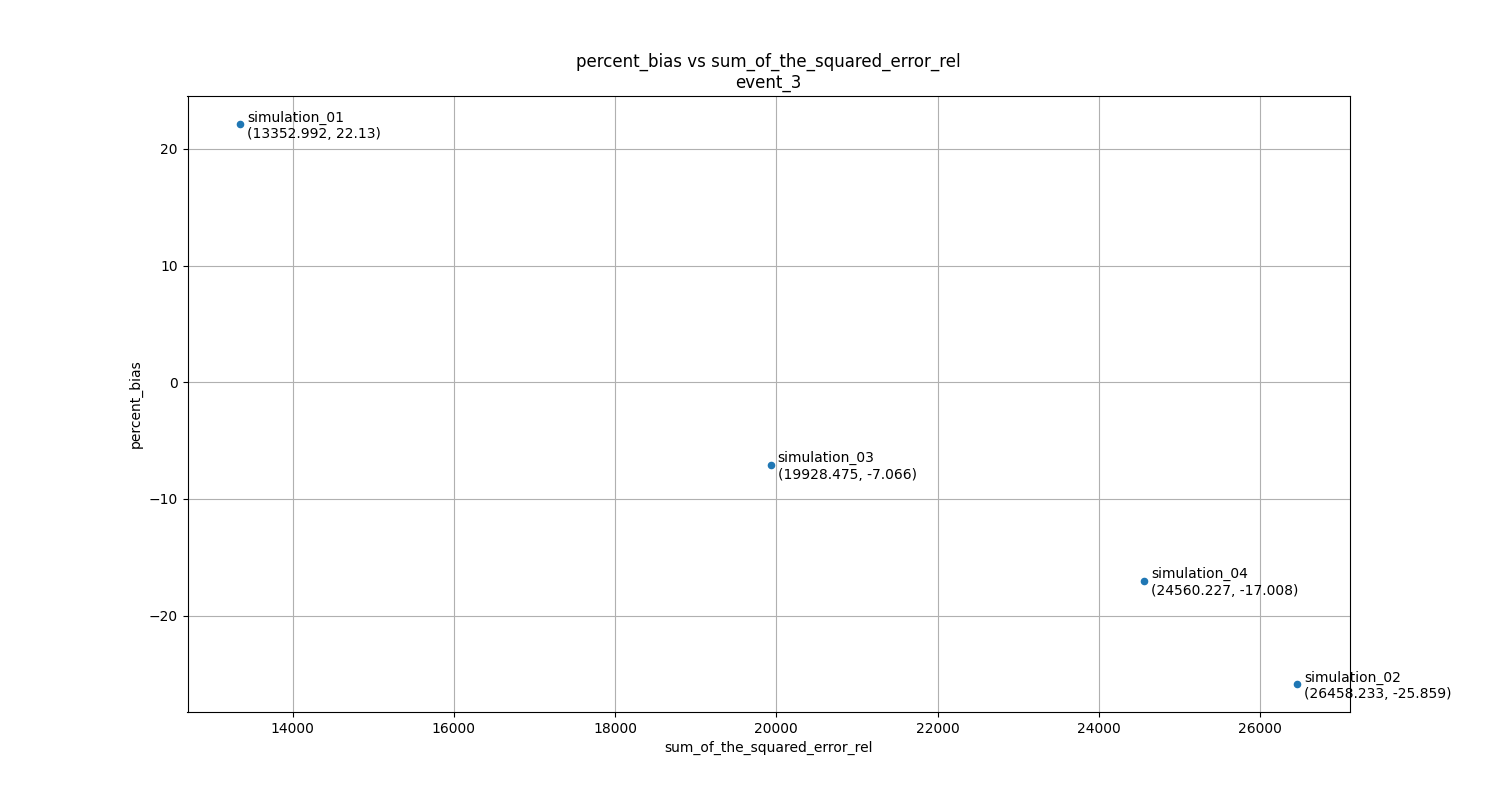 percent_bias vs sum_of_the_squared_error_rel
event_3
simulation_01
(13352.992, 22.13)
20
10
percent_bias
0
simulation_03
(19928.475, -7.066)
−10
simulation_04
(24560.227, -17.008)
−20
simulation_02
(26458.233, -25.859)
14000 16000 18000 20000 22000 24000 26000
sum_of_the_squared_error_rel